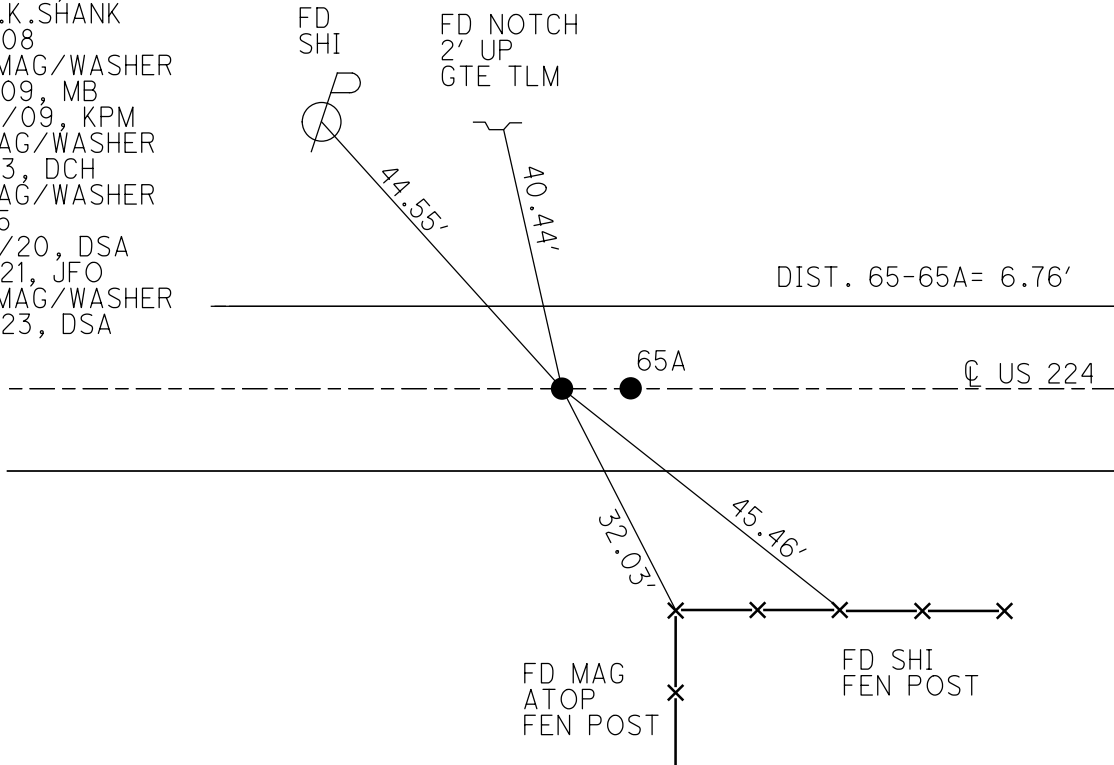 .K.SHANK
08
MAG/WASHER
09, MB
/09, KPM
AG/WASHER
3, DCH
AG/WASHER
5
/20, DSA
21, JFO
MAG/WASHER
23, DSA
FD
SHI
FD NOTCH
2' UP
GTE TLM
44.55'
40.44'
DIST. 65-65A= 6.76'
65A
℄ US 224
32.03'
45.46'
FD MAG
ATOP
FEN POST
FD SHI
FEN POST